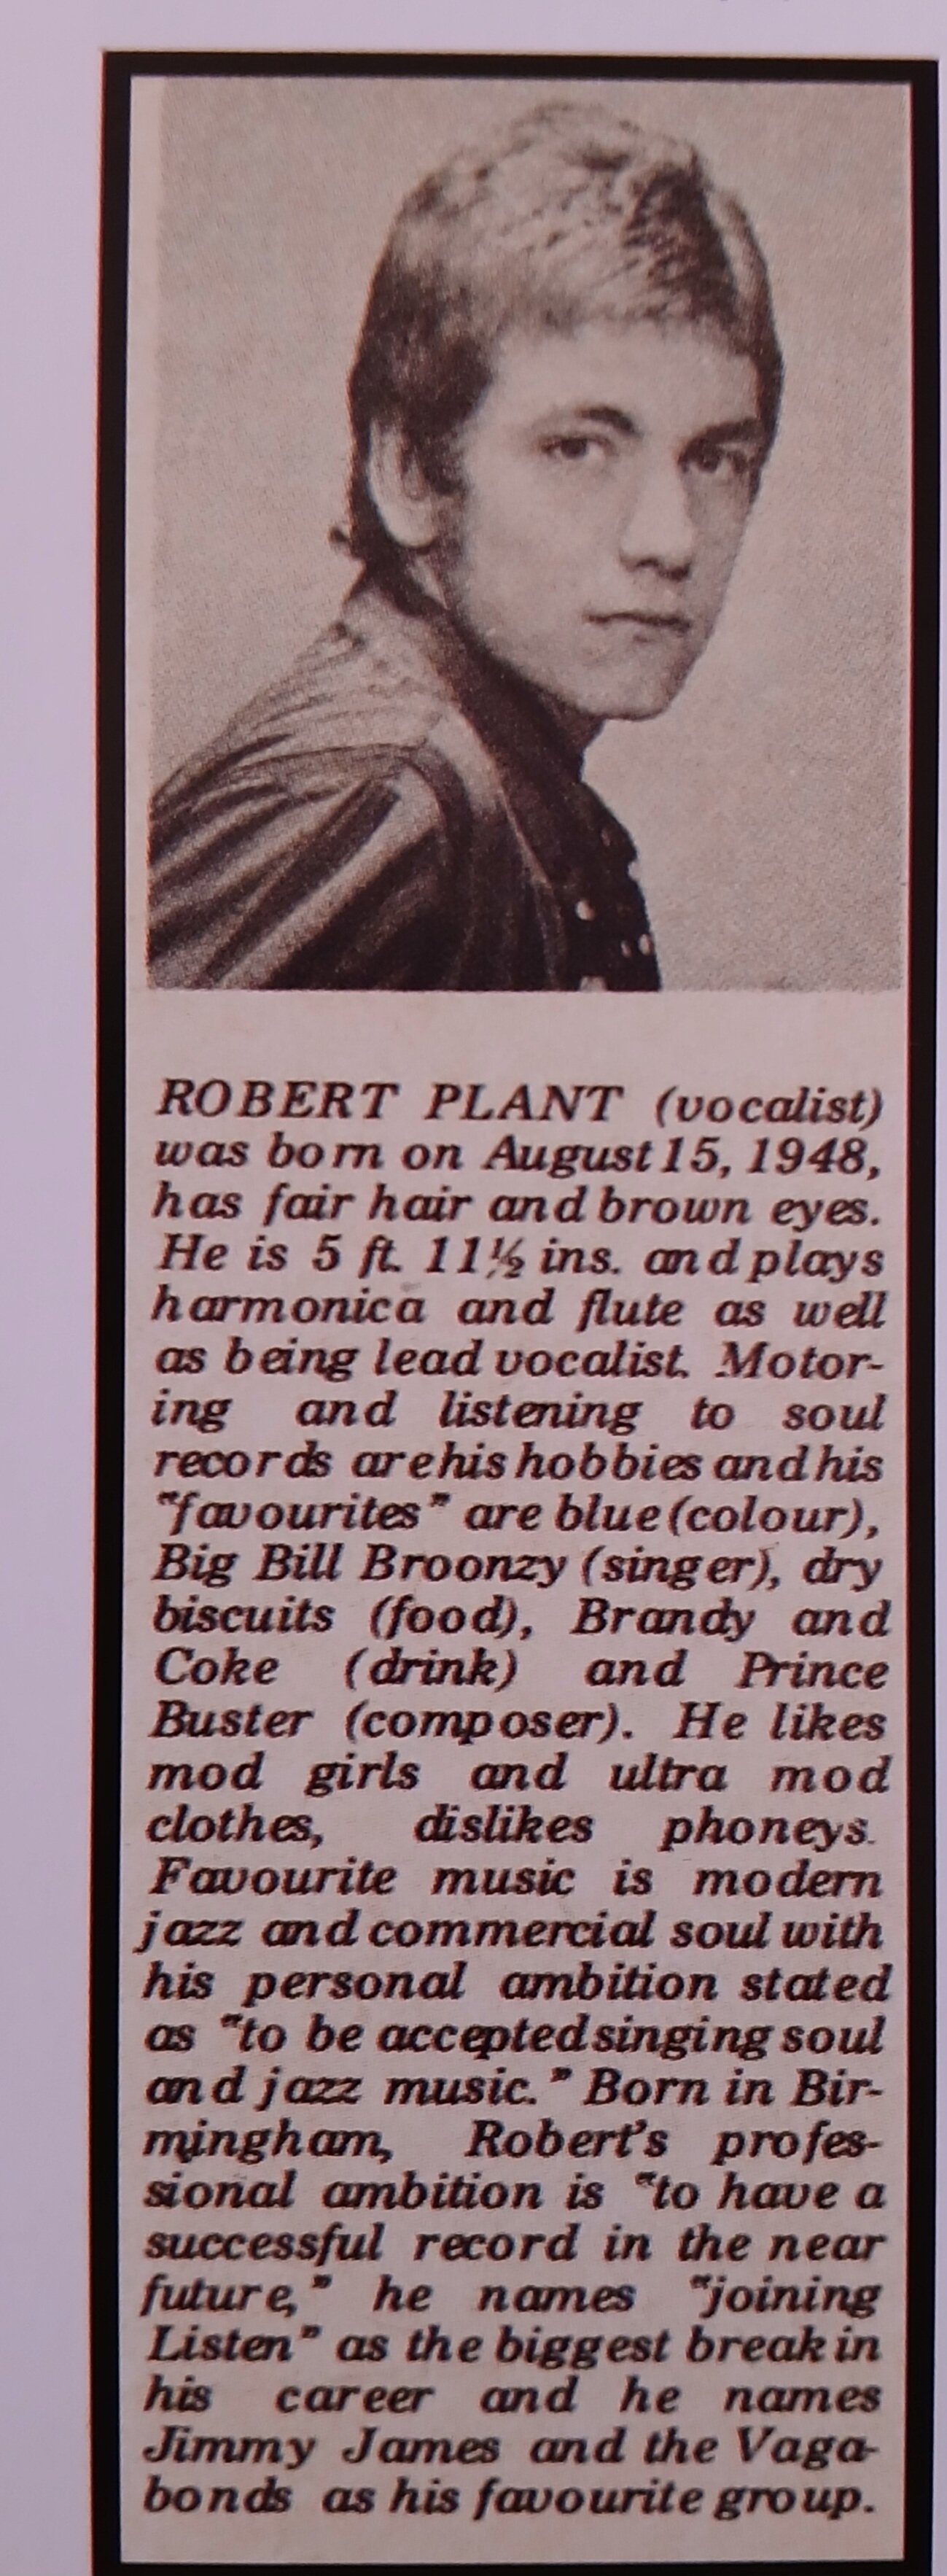 ROBERT PLANT (vocalist)
was born on August 15, 1948,
has fair hair and brown eyes.
He is 5 ft. 11½ ins. and plays
harmonica and flute as well
as being lead vocalist. Motor-
ing and listening to soul
records are his hobbies and his
"favourites" are blue (colour),
Big Bill Broonzy (singer), dry
biscuits (food), Brandy and
Coke (drink) and Prince
Buster (composer). He likes
mod girls and ultra mod
clothes, dislikes phoneys.
Favourite music is modern
jazz and commercial soul with
his personal ambition stated
as "to be accepted singing soul
and jazz music." Born in Bir-
mingham, Robert's profes-
sional ambition is "to have a
successful record in the near
future," he names "joining
Listen" as the biggest break in
his career and he names
Jimmy James and the Vaga-
bonds as his favourite group.